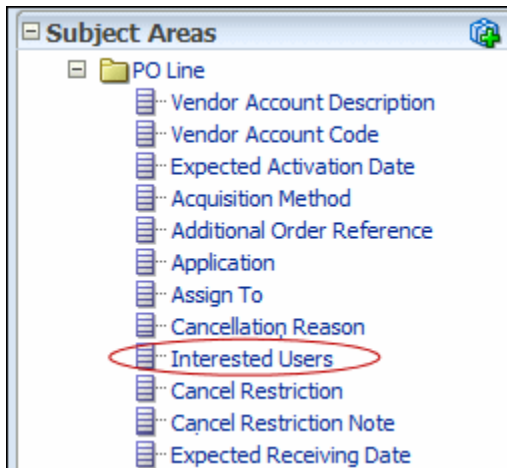 Subject Areas
PO Line
Vendor Account Description
Vendor Account Code
Expected Activation Date
Acquisition Method
Additional Order Reference
Application
Assign To
Cancellation Reason
Interested Users
Cancel Restriction
Cancel Restriction Note
Expected Receiving Date